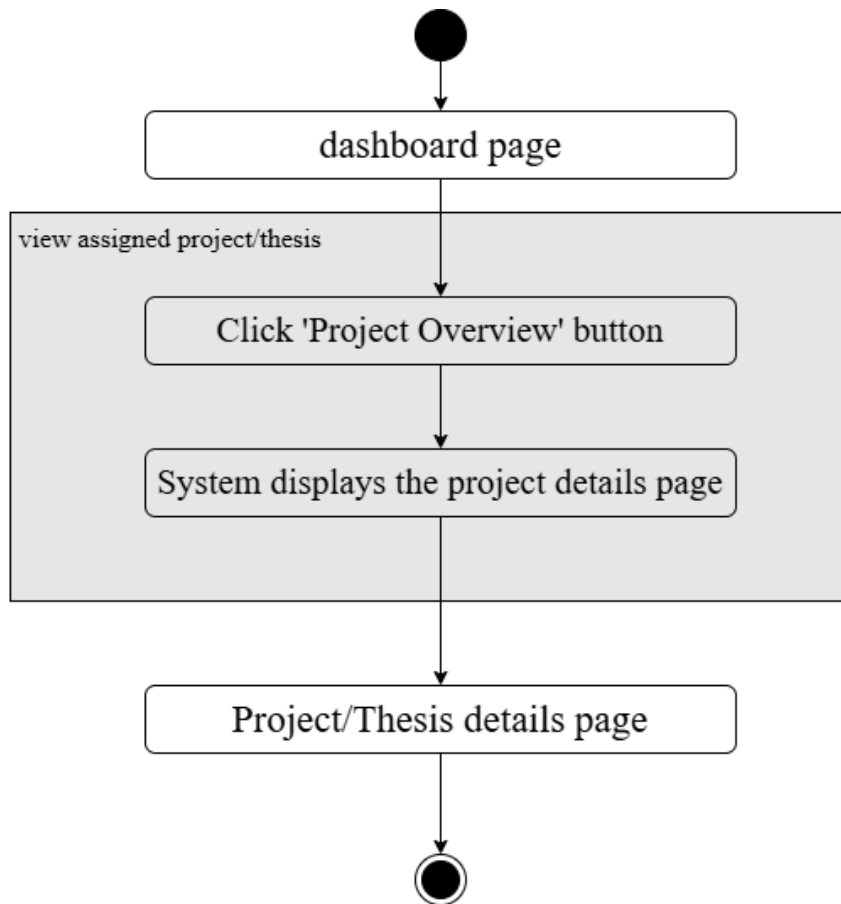 dashboard page
view assigned project/thesis
Click 'Project Overview' button
System displays the project details page
Project/Thesis details page